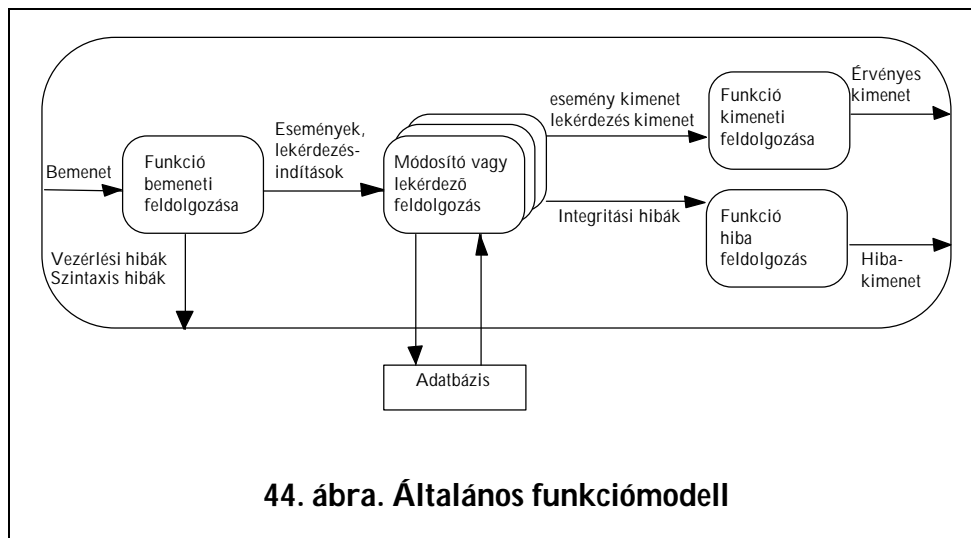 Bemenet
Funkció
bemeneti
feldolgozása
Események,
lekérdezés-
indítások
Módosító vagy
lekérdező
feldolgozás
esemény kimenet
lekérdezés kimenet
Funkció
kimeneti
feldolgozása
Érvényes
kimenet
Integritási hibák
Funkció
hiba
feldolgozás
Hiba-
kimenet
Vezérlési hibák
Szintaxis hibák
Adatbázis
44. ábra. Általános funkciómodell